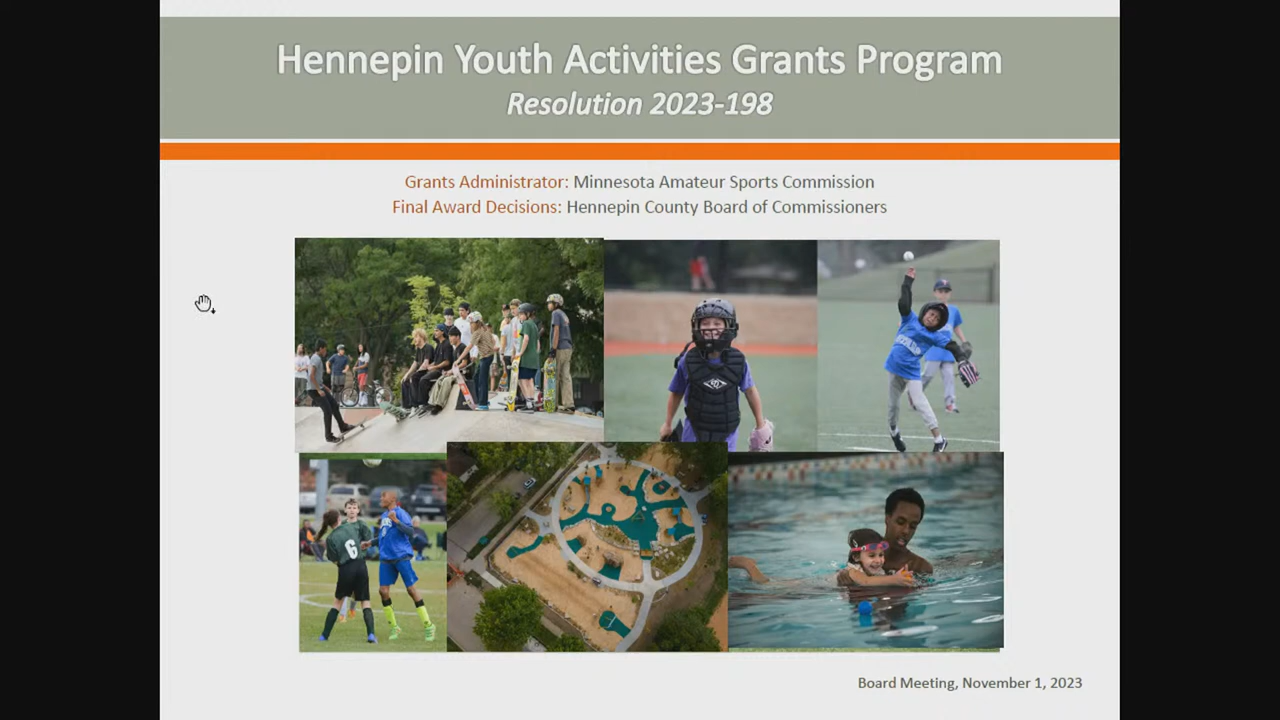 Hennepin Youth Activities Grants Program
Resolution 2023-198
Grants Administrator: Minnesota Amateur Sports Commission
Final Award Decisions: Hennepin County Board of Commissioners
6
Board Meeting, November 1, 2023